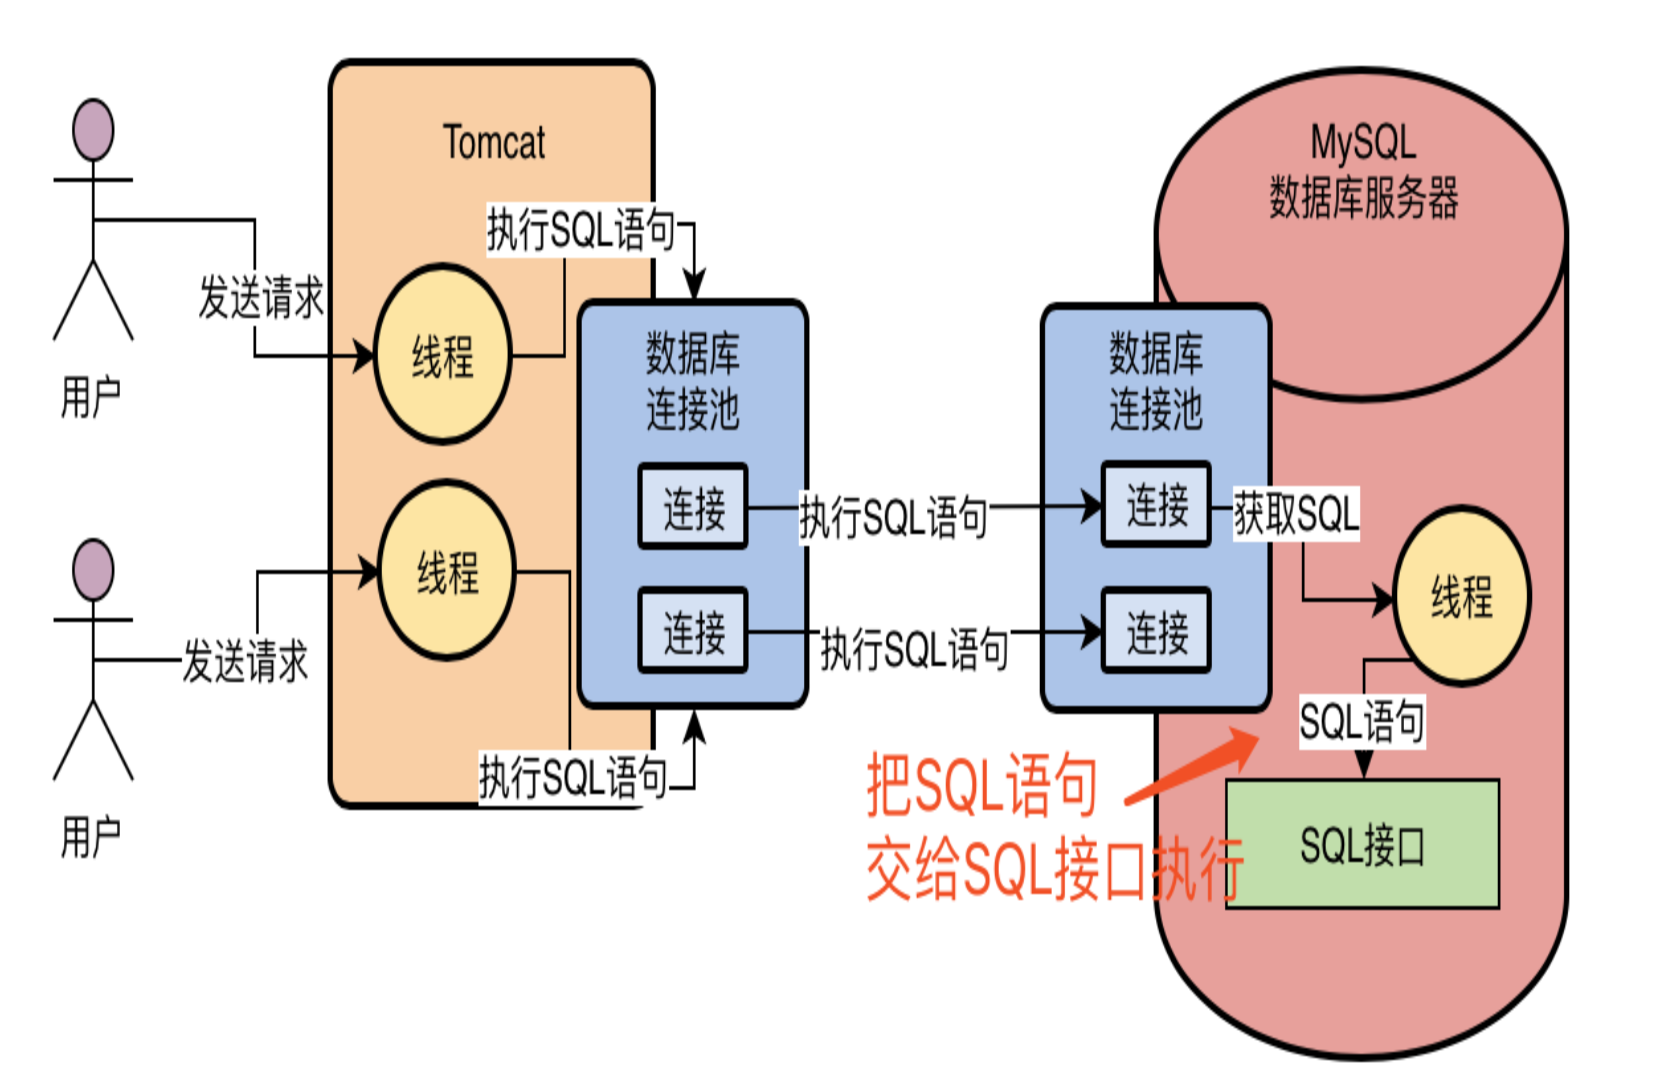 Tomcat
MySQL
数据库服务器
执行SQL语句
发送请求
线程
用户
数据库
连接池
数据库
连接池
连接
执行SQL语句
连接
获取SQL
线程
线程
连接
执行SQL语句
连接
发送请求
SQL语句
执行SQL语句
用户
把SQL语句
交给SQL接口执行
SQL接口